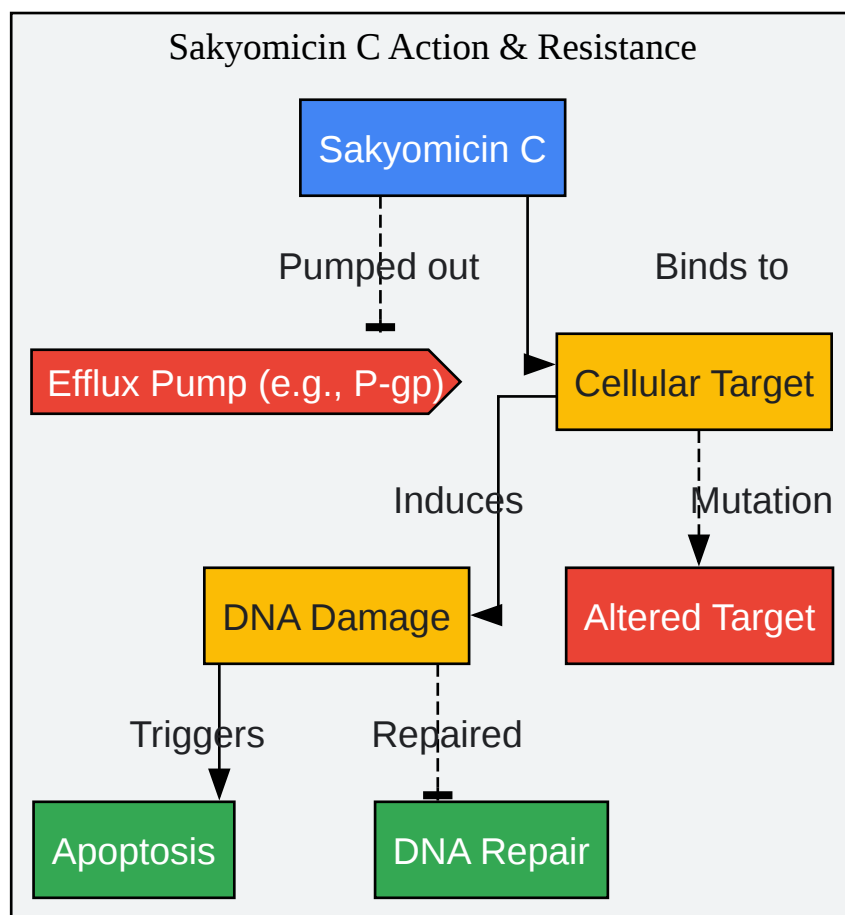 Sakyomicin C Action & Resistance
Sakyomicin C
Pumped out
Binds to
Efflux Pump (e.g., P-gp)
Cellular Target
Induces
Mutation
DNA Damage
Altered Target
Triggers
Repaired
Apoptosis
DNA Repair